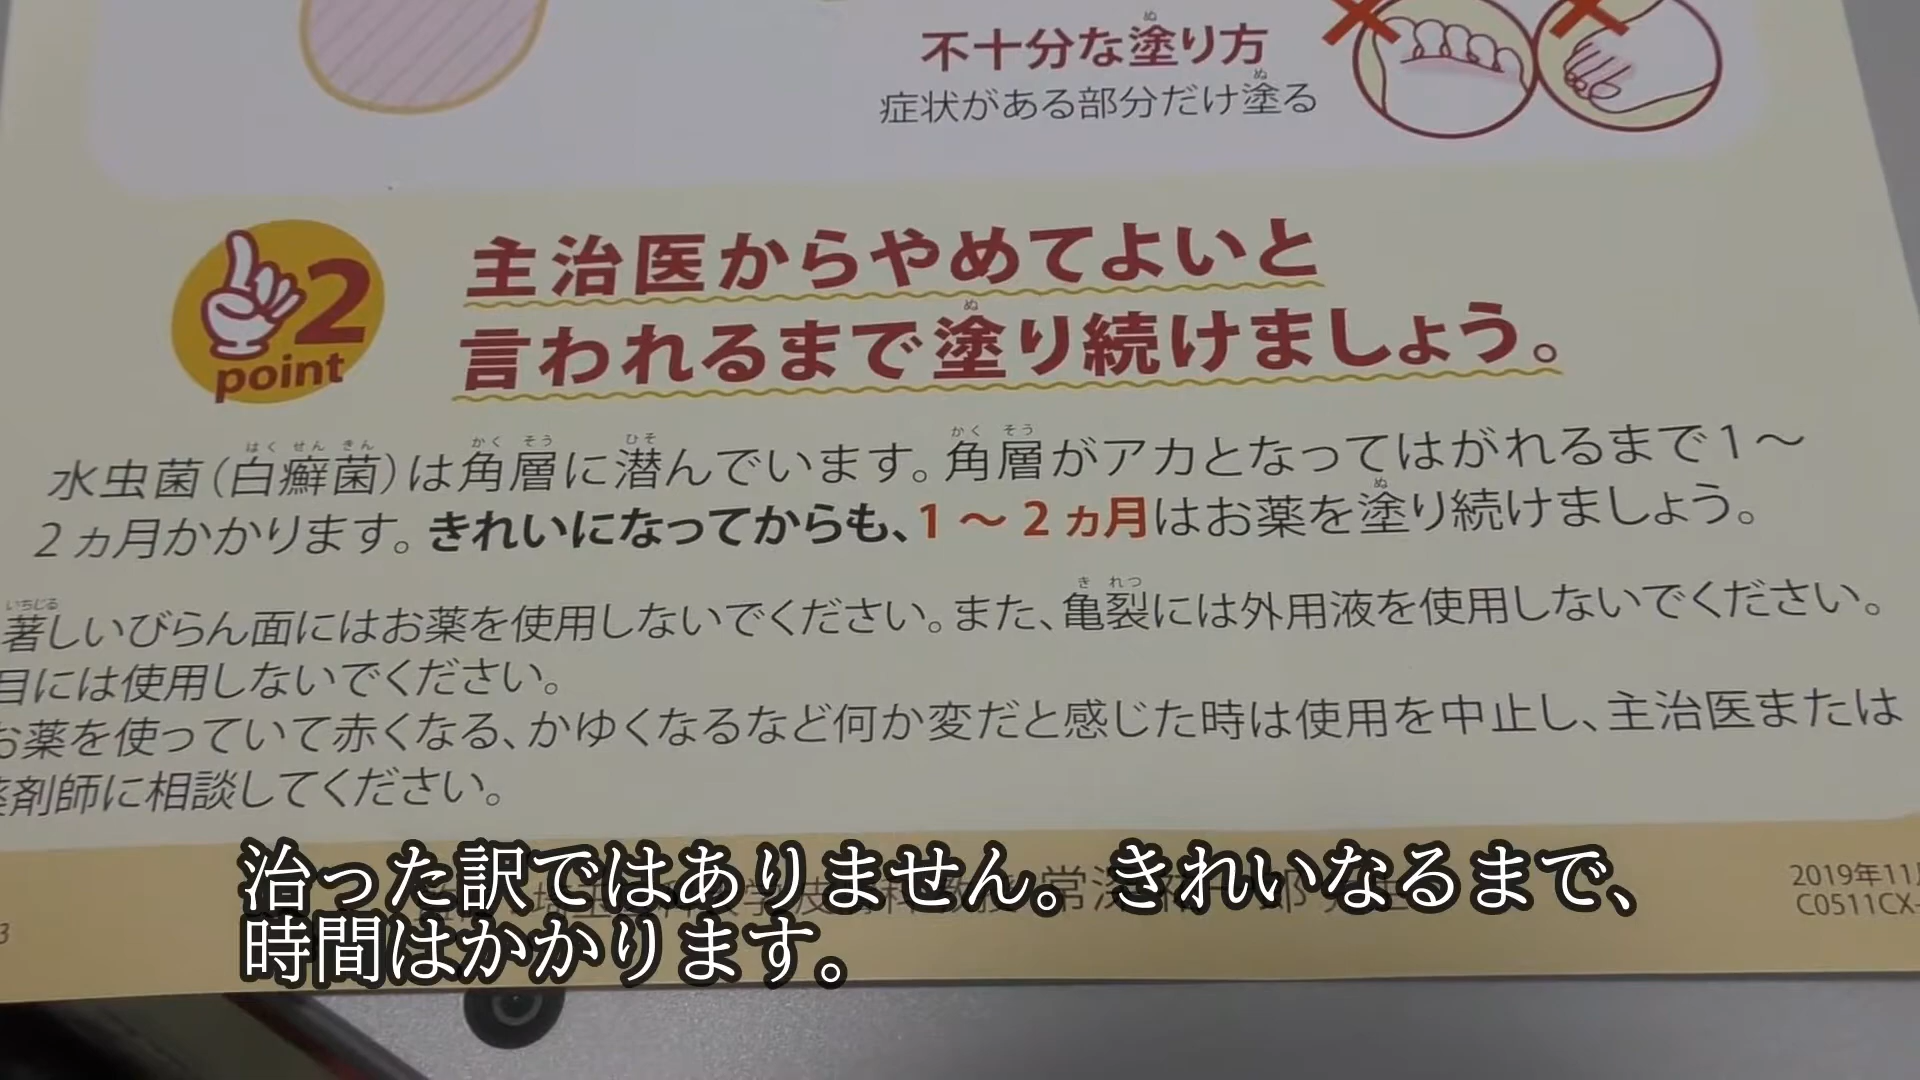 不十分な塗り方
症状がある部分だけ塗る
2
point
主治医からやめてよいと
言われるまで塗り続けましょう。
水虫菌(白癬菌)は角層に潜んでいます。角層がアカとなってはがれるまで1～
2ヵ月かかります。きれいになってからも、1～2ヵ月はお薬を塗り続けましょう。
著しいびらん面にはお薬を使用しないでください。また、亀裂には外用液を使用しないでください。
目には使用しないでください。
お薬を使っていて赤くなる、かゆくなるなど何か変だと感じた時は使用を中止し、主治医または
薬剤師に相談してください。
治った訳ではありません。きれいなるまで、
時間はかかります。
2019年11月
C0511CX-